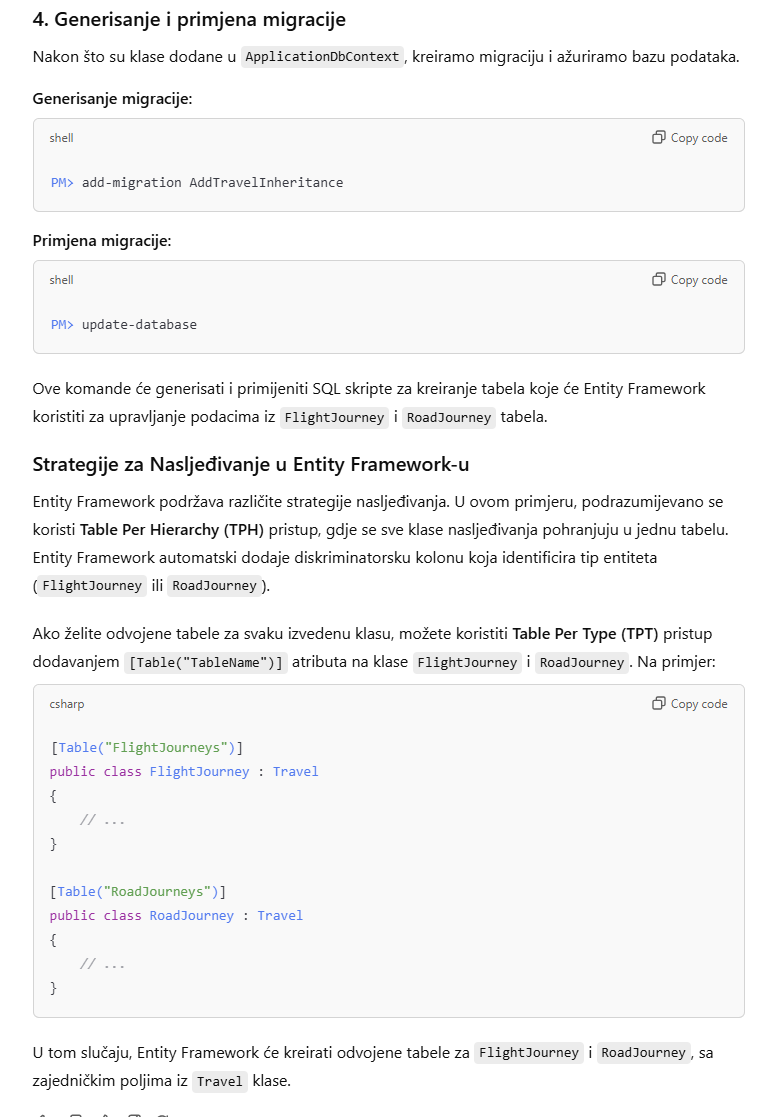 4. Generisanje i primjena migracije
Nakon što su klase dodane u ApplicationDbContext, kreiramo migraciju i ažuriramo bazu podataka.
Generisanje migracije:
shell
Copy code
PM> add-migration AddTravelInheritance
Primjena migracije:
shell
Copy code
PM> update-database
Ove komande će generisati i primijeniti SQL skripte za kreiranje tabela koje će Entity Framework
koristiti za upravljanje podacima iz FlightJourney i RoadJourney tabela.
Strategije za Nasljeđivanje u Entity Framework-u
Entity Framework podržava različite strategije nasljeđivanja. U ovom primjeru, podrazumijevano se
koristi Table Per Hierarchy (TPH) pristup, gdje se sve klase nasljeđivanja pohranjuju u jednu tabelu.
Entity Framework automatski dodaje diskriminatorsku kolonu koja identificira tip entiteta
(FlightJourney ili RoadJourney).
Ako želite odvojene tabele za svaku izvedenu klasu, možete koristiti Table Per Type (TPT) pristup
dodavanjem [Table("TableName")] atributa na klase FlightJourney i RoadJourney. Na primjer:
csharp
Copy code
[Table("FlightJourneys")]
public class FlightJourney : Travel
{
// ...
}
[Table("RoadJourneys")]
public class RoadJourney : Travel
{
// ...
}
U tom slučaju, Entity Framework će kreirati odvojene tabele za FlightJourney i RoadJourney, sa
zajedničkim poljima iz Travel klase.